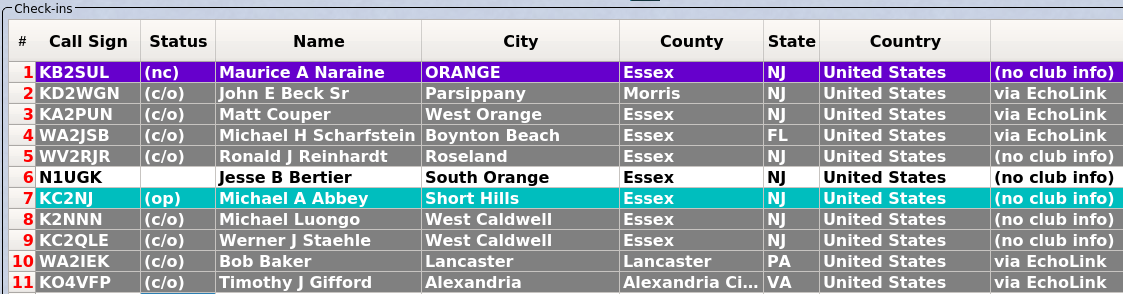 Check-ins
# Call Sign Status Name City County State Country
1 KB2SUL (nc) Maurice A Naraine ORANGE Essex NJ United States (no club info)
2 KD2WGN (c/o) John E Beck Sr Parsippany Morris NJ United States via EchoLink
3 KA2PUN (c/o) Matt Couper West Orange Essex NJ United States via EchoLink
4 WA2JSB (c/o) Michael H Scharfstein Boynton Beach Essex FL United States via EchoLink
5 WV2RJR (c/o) Ronald J Reinhardt Roseland Essex NJ United States (no club info)
6 N1UGK Jesse B Bertier South Orange Essex NJ United States (no club info)
7 KC2NJ (op) Michael A Abbey Short Hills Essex NJ United States (no club info)
8 K2NNN (c/o) Michael Luongo West Caldwell Essex NJ United States (no club info)
9 KC2QLE (c/o) Werner J Staehle West Caldwell Essex NJ United States (no club info)
10 WA2IEK (c/o) Bob Baker Lancaster Lancaster PA United States via EchoLink
11 KO4VFP (c/o) Timothy J Gifford Alexandria Alexandria Ci... VA United States via EchoLink